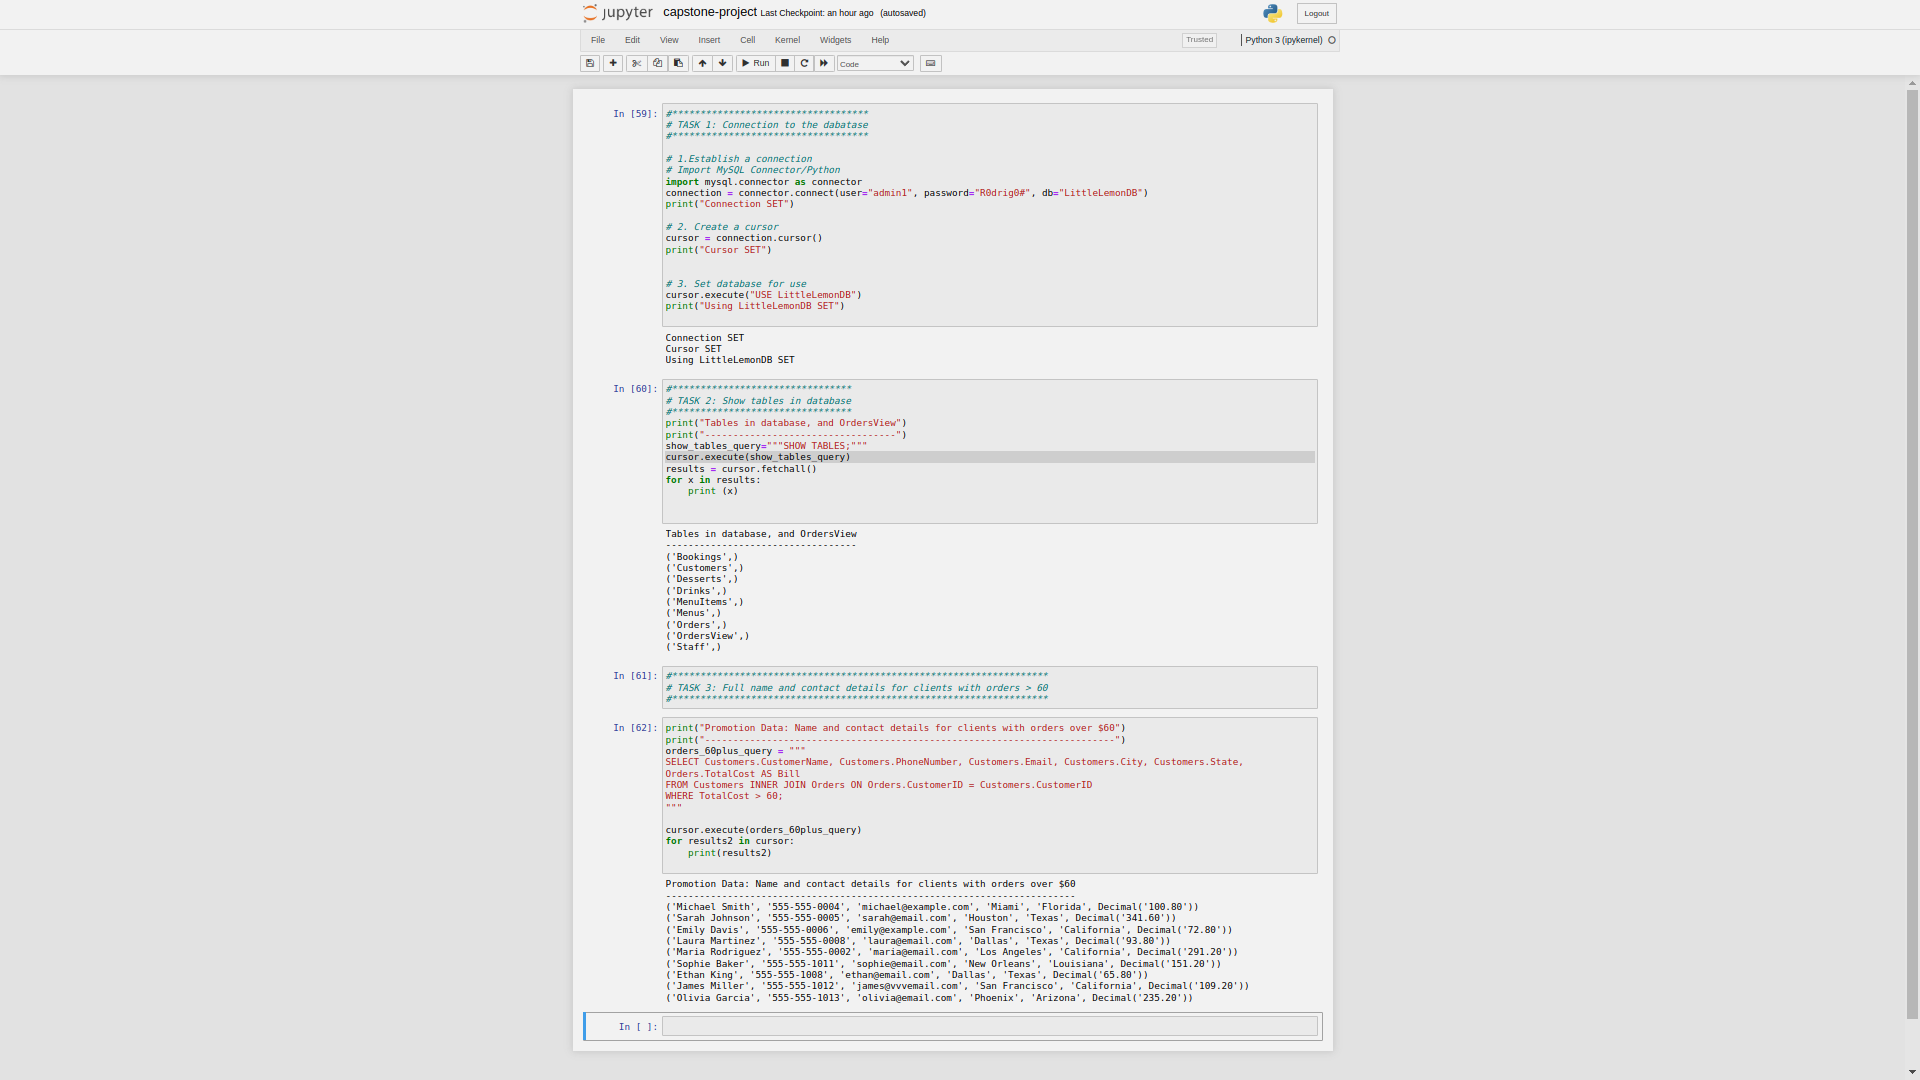 jupyter capstone-project Last Checkpoint: an hour ago (autosaved) Logout
File Edit View Insert Cell Kernel Widgets Help Trusted Python 3 (ipykernel)
Run Code
In [59]: #***********************************
# TASK 1: Connection to the dabatase
#***********************************
# 1.Establish a connection
# Import MySQL Connector/Python
import mysql.connector as connector
connection = connector.connect(user="admin1", password="R0drig0#", db="LittleLemonDB")
print("Connection SET")
# 2. Create a cursor
cursor = connection.cursor()
print("Cursor SET")
# 3. Set database for use
cursor.execute("USE LittleLemonDB")
print("Using LittleLemonDB SET")
Connection SET
Cursor SET
Using LittleLemonDB SET
In [60]: #********************************
# TASK 2: Show tables in database
#********************************
print("Tables in database, and OrdersView")
print("----------------------------------")
show_tables_query="""SHOW TABLES;"""
cursor.execute(show_tables_query)
results = cursor.fetchall()
for x in results:
    print (x)
Tables in database, and OrdersView
----------------------------------
('Bookings',)
('Customers',)
('Desserts',)
('Drinks',)
('MenuItems',)
('Menus',)
('Orders',)
('OrdersView',)
('Staff',)
In [61]: #*******************************************************************
# TASK 3: Full name and contact details for clients with orders > 60
#*******************************************************************
In [62]: print("Promotion Data: Name and contact details for clients with orders over $60")
print("-------------------------------------------------------------------------")
orders_60plus_query = """
SELECT Customers.CustomerName, Customers.PhoneNumber, Customers.Email, Customers.City, Customers.State,
Orders.TotalCost AS Bill
FROM Customers INNER JOIN Orders ON Orders.CustomerID = Customers.CustomerID
WHERE TotalCost > 60;
"""
cursor.execute(orders_60plus_query)
for results2 in cursor:
    print(results2)
Promotion Data: Name and contact details for clients with orders over $60
-------------------------------------------------------------------------
('Michael Smith', '555-555-0004', 'michael@example.com', 'Miami', 'Florida', Decimal('100.80'))
('Sarah Johnson', '555-555-0005', 'sarah@email.com', 'Houston', 'Texas', Decimal('341.60'))
('Emily Davis', '555-555-0006', 'emily@example.com', 'San Francisco', 'California', Decimal('72.80'))
('Laura Martinez', '555-555-0008', 'laura@email.com', 'Dallas', 'Texas', Decimal('93.80'))
('Maria Rodriguez', '555-555-0002', 'maria@email.com', 'Los Angeles', 'California', Decimal('291.20'))
('Sophie Baker', '555-555-1011', 'sophie@email.com', 'New Orleans', 'Louisiana', Decimal('151.20'))
('Ethan King', '555-555-1008', 'ethan@email.com', 'Dallas', 'Texas', Decimal('65.80'))
('James Miller', '555-555-1012', 'james@vvvemail.com', 'San Francisco', 'California', Decimal('109.20'))
('Olivia Garcia', '555-555-1013', 'olivia@email.com', 'Phoenix', 'Arizona', Decimal('235.20'))
In [ ]: